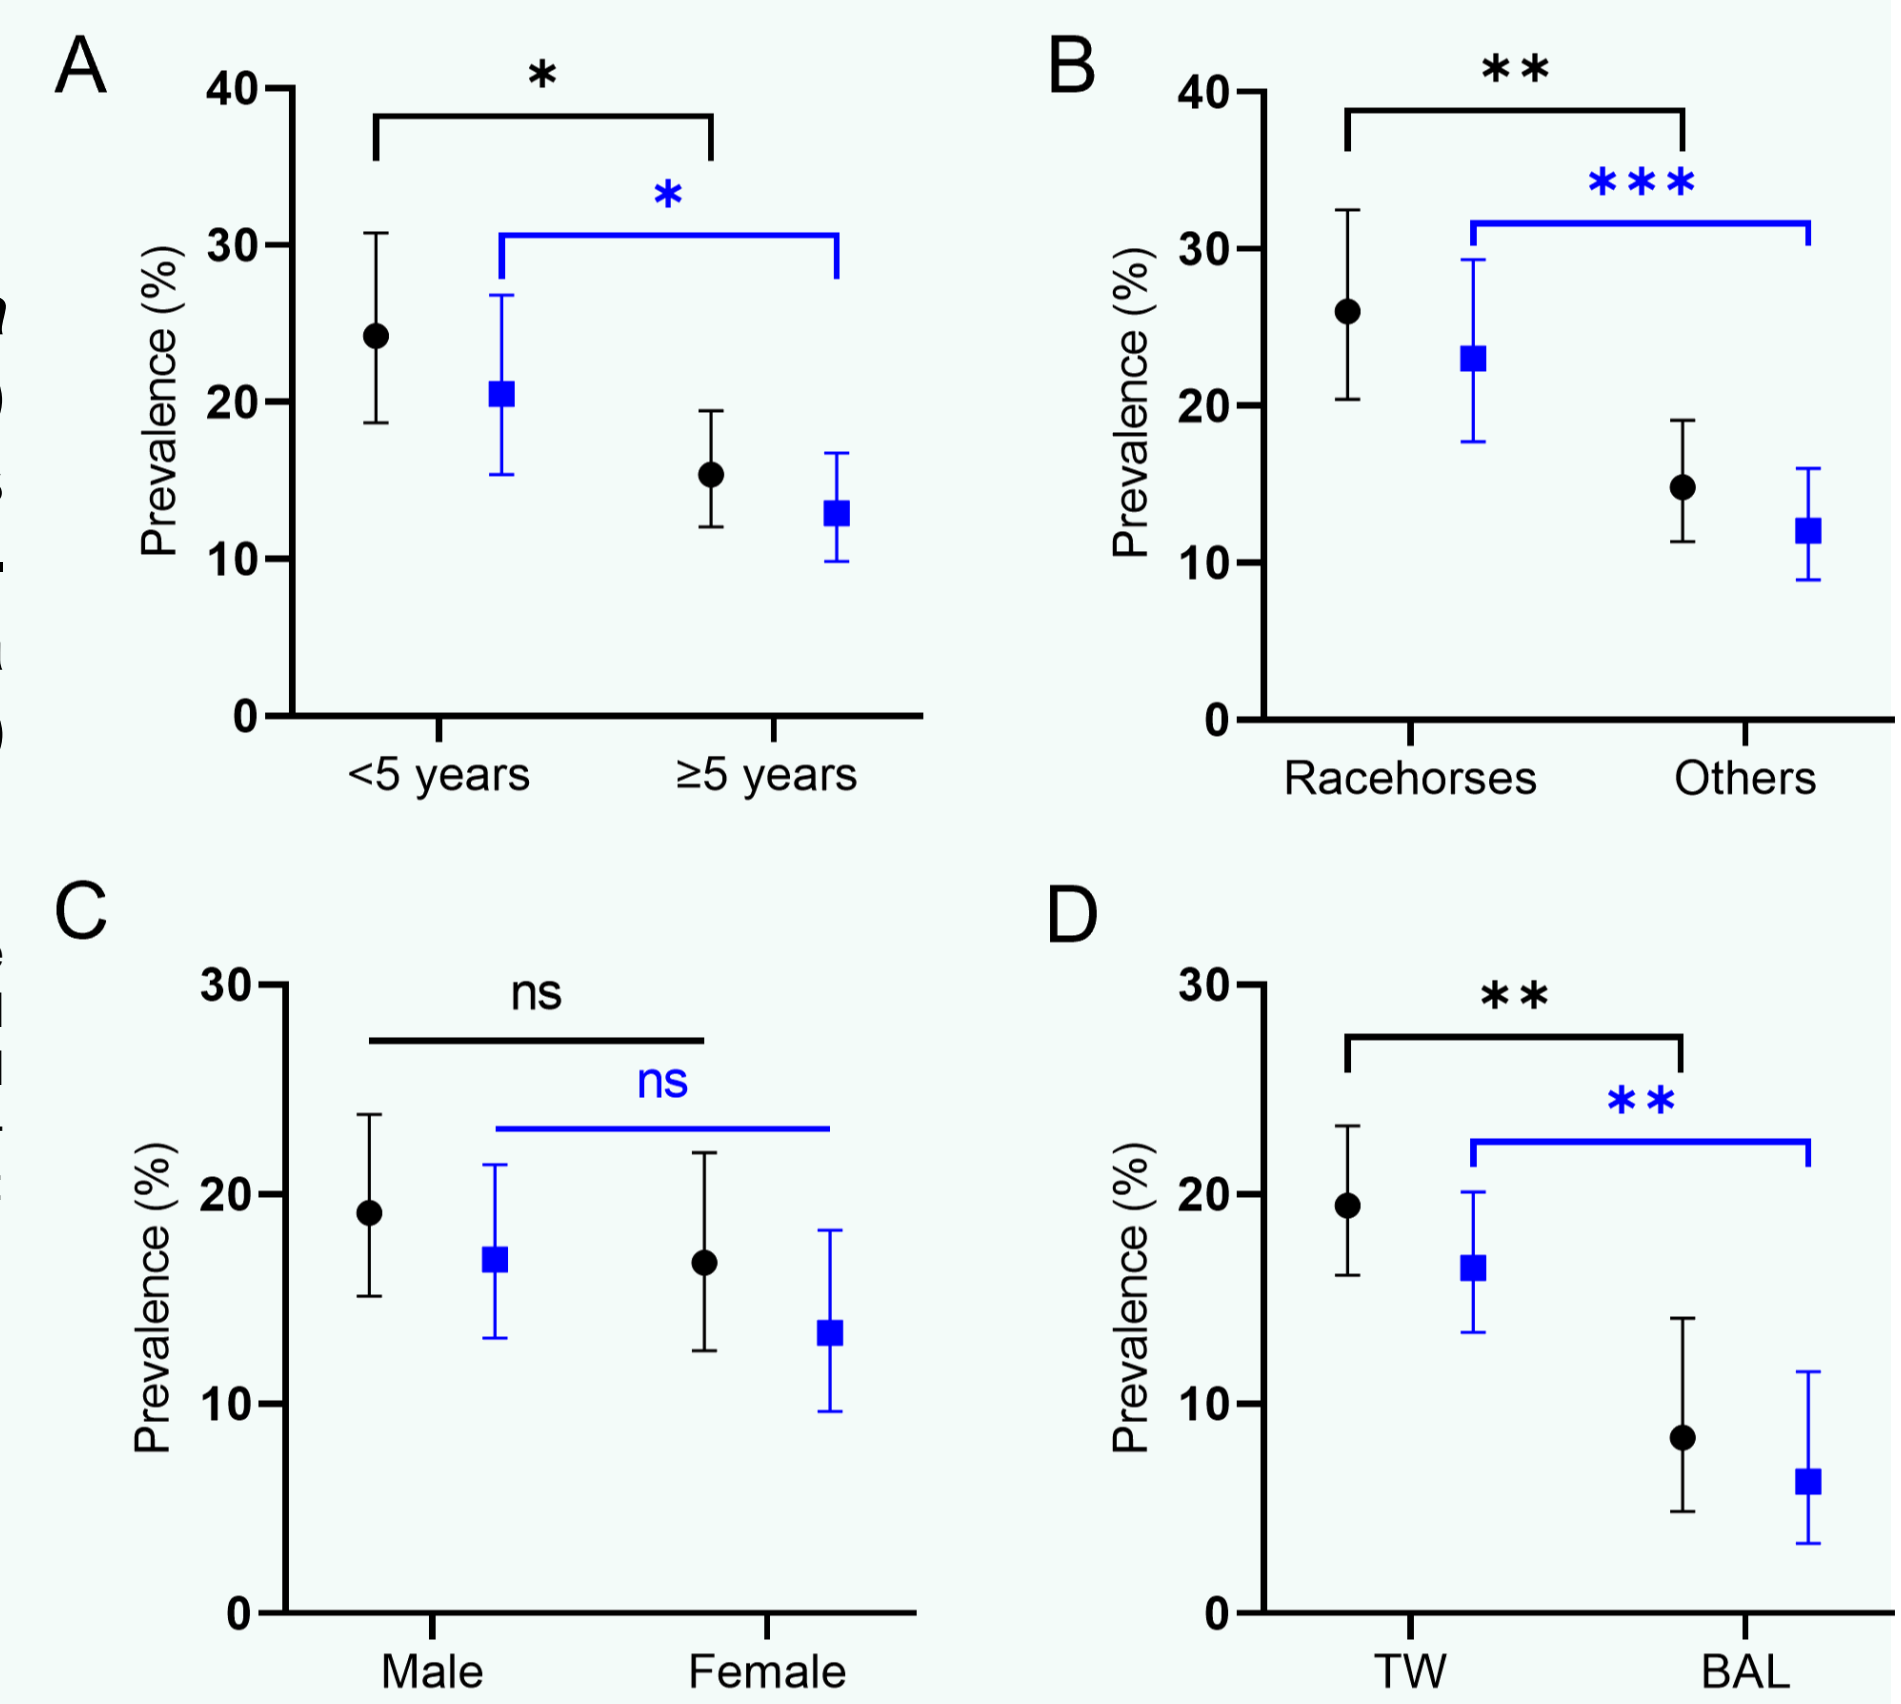 A
*
*
40
30
20
10
0
Prevalence (%)
<5 years
≥5 years
B
**
***
40
30
20
10
0
Prevalence (%)
Racehorses
Others
C
ns
ns
30
20
10
0
Prevalence (%)
Male
Female
D
**
**
30
20
10
0
Prevalence (%)
TW
BAL